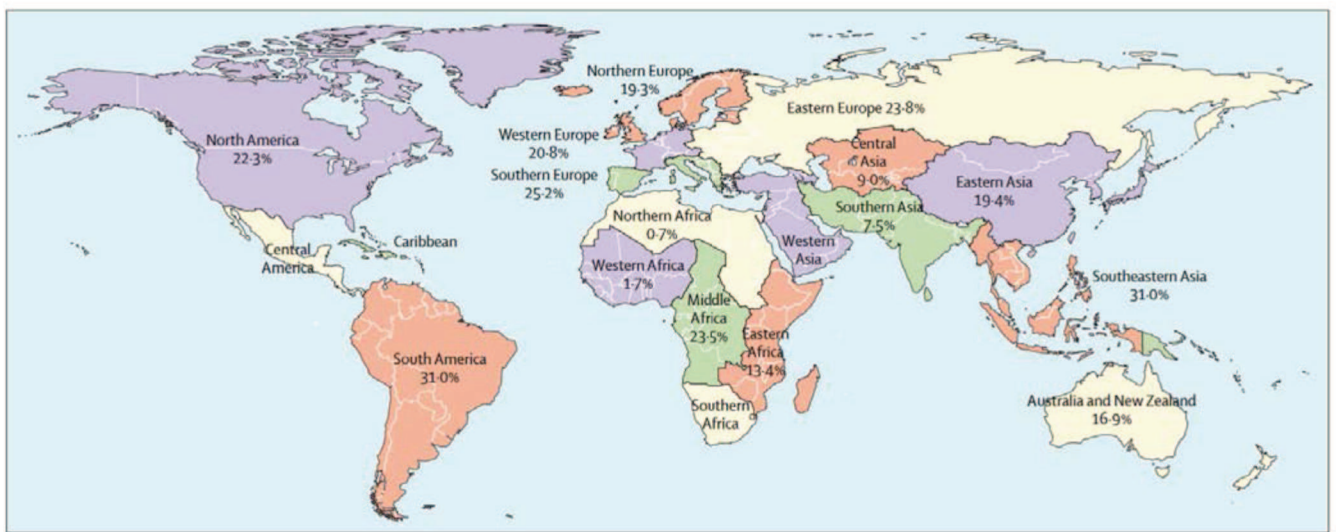 Northern Europe
19·3%
Eastern Europe 23·8%
Western Europe
20·8%
North America
22·3%
Central
Asia
9·0%
Southern Europe
25·2%
Eastern Asia
19·4%
Northern Africa
0·7%
Southern Asia
7·5%
Central
America
Caribbean
Western
Asia
Western Africa
1·7%
Southeastern Asia
31·0%
Middle
Africa
23·5%
Eastern
Africa
13·4%
South America
31·0%
Southern
Africa
Australia and New Zealand
16·9%